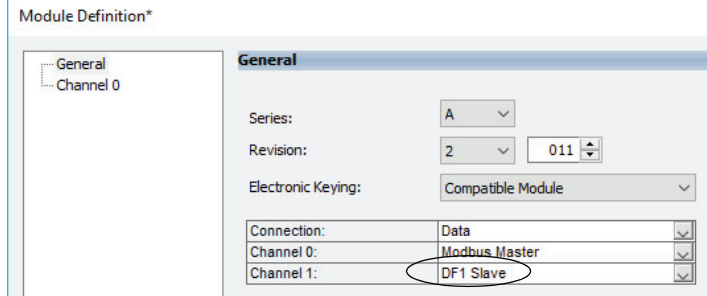 Module Definition*
General
Channel 0
General
Series: A
Revision: 2 011
Electronic Keying: Compatible Module
Connection: Data
Channel 0: Modbus Master
Channel 1: DF1 Slave